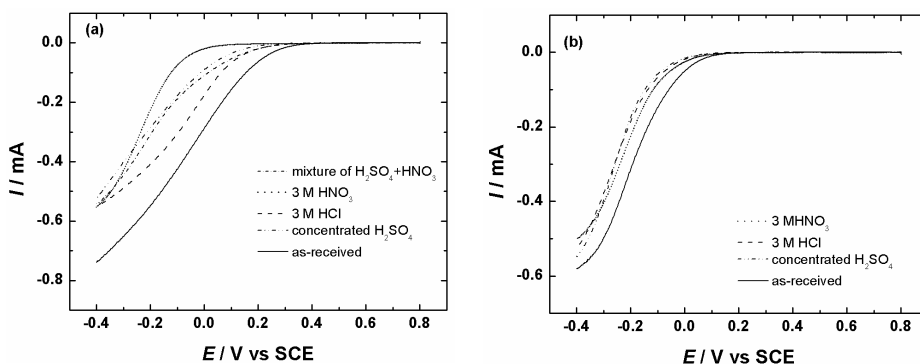 (a)
0.0
-0.2
-0.4
-0.6
-0.8
I / mA
mixture of H2SO4+HNO3
3 M HNO3
3 M HCl
concentrated H2SO4
as-received
-0.4 -0.2 0.0 0.2 0.4 0.6 0.8
E / V vs SCE
(b)
0.0
-0.2
-0.4
-0.6
I / mA
3 MHNO3
3 M HCl
concentrated H2SO4
as-received
-0.4 -0.2 0.0 0.2 0.4 0.6 0.8
E / V vs SCE